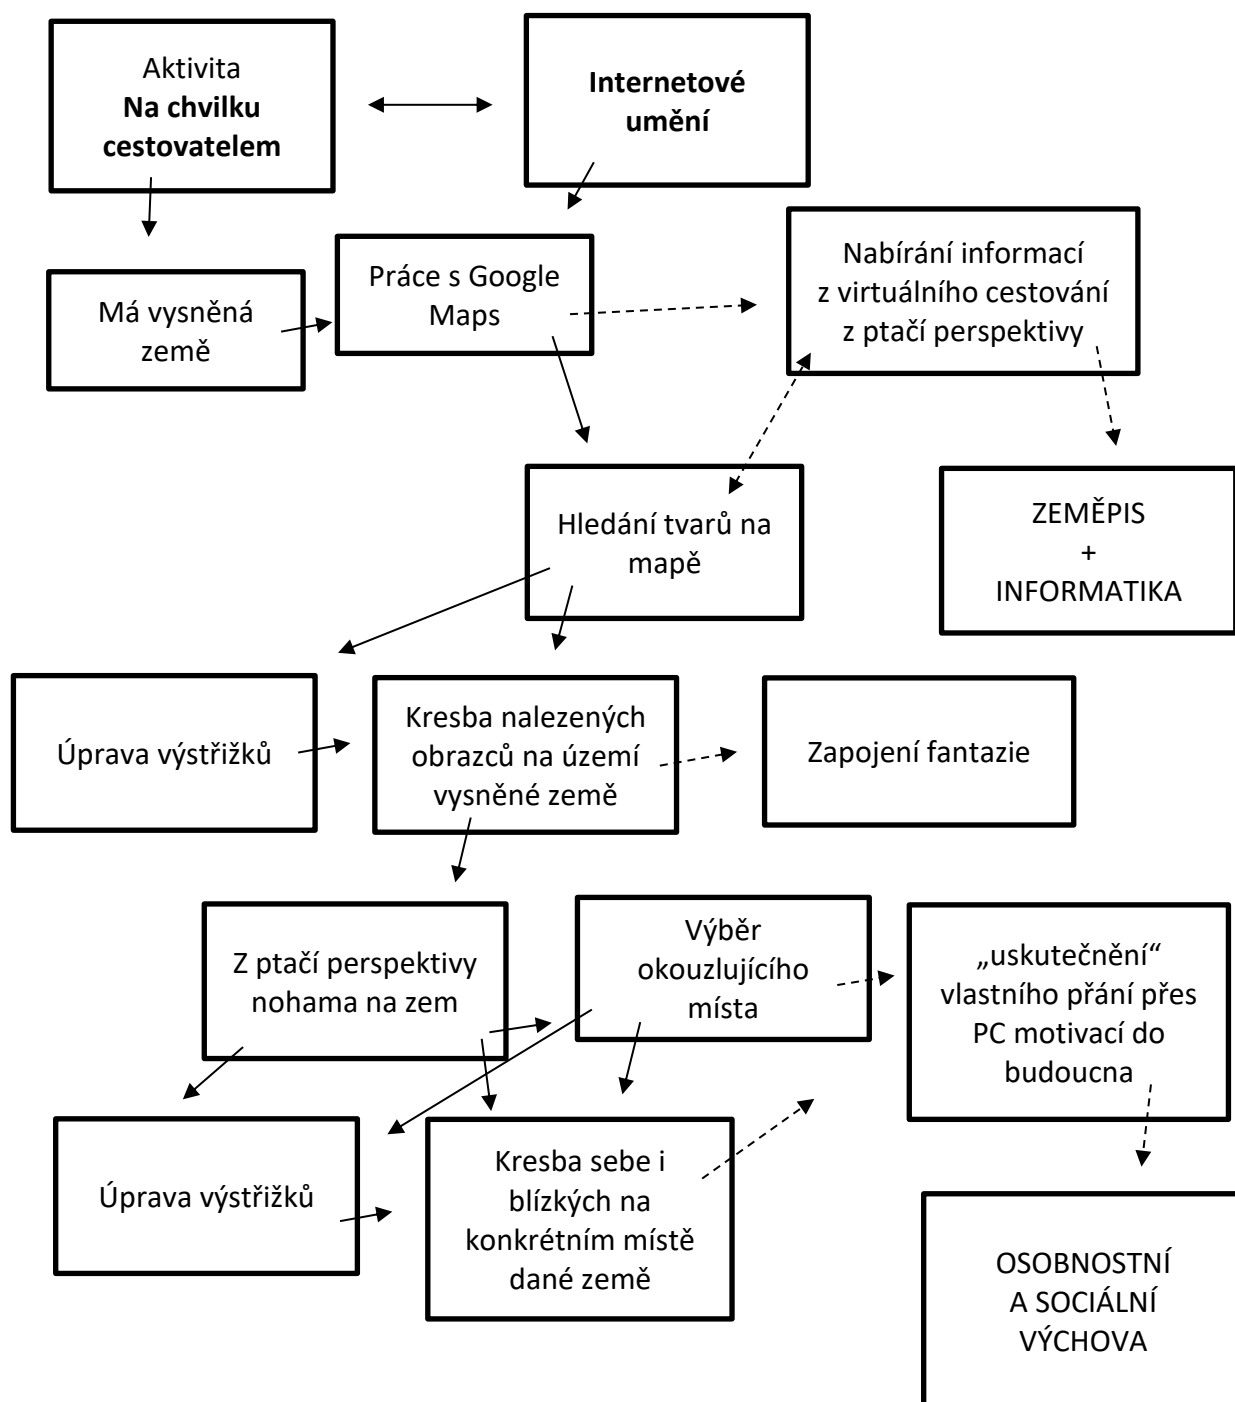 Aktivita
Na chvilku
cestovatelem
Internetové
umění
Má vysněná
země
Práce s Google
Maps
Nabírání informací
z virtuálního cestování
z ptačí perspektivy
Hledání tvarů na
mapě
ZEMĚPIS
+
INFORMATIKA
Úprava výstřižků
Kresba nalezených
obrazců na území
vysněné země
Zapojení fantazie
Z ptačí perspektivy
nohama na zem
Výběr
okouzlujícího
místa
„uskutečnění“
vlastního přání přes
PC motivací do
budoucna
Úprava výstřižků
Kresba sebe i
blízkých na
konkrétním místě
dané země
OSOBNOSTNÍ
A SOCIÁLNÍ
VÝCHOVA